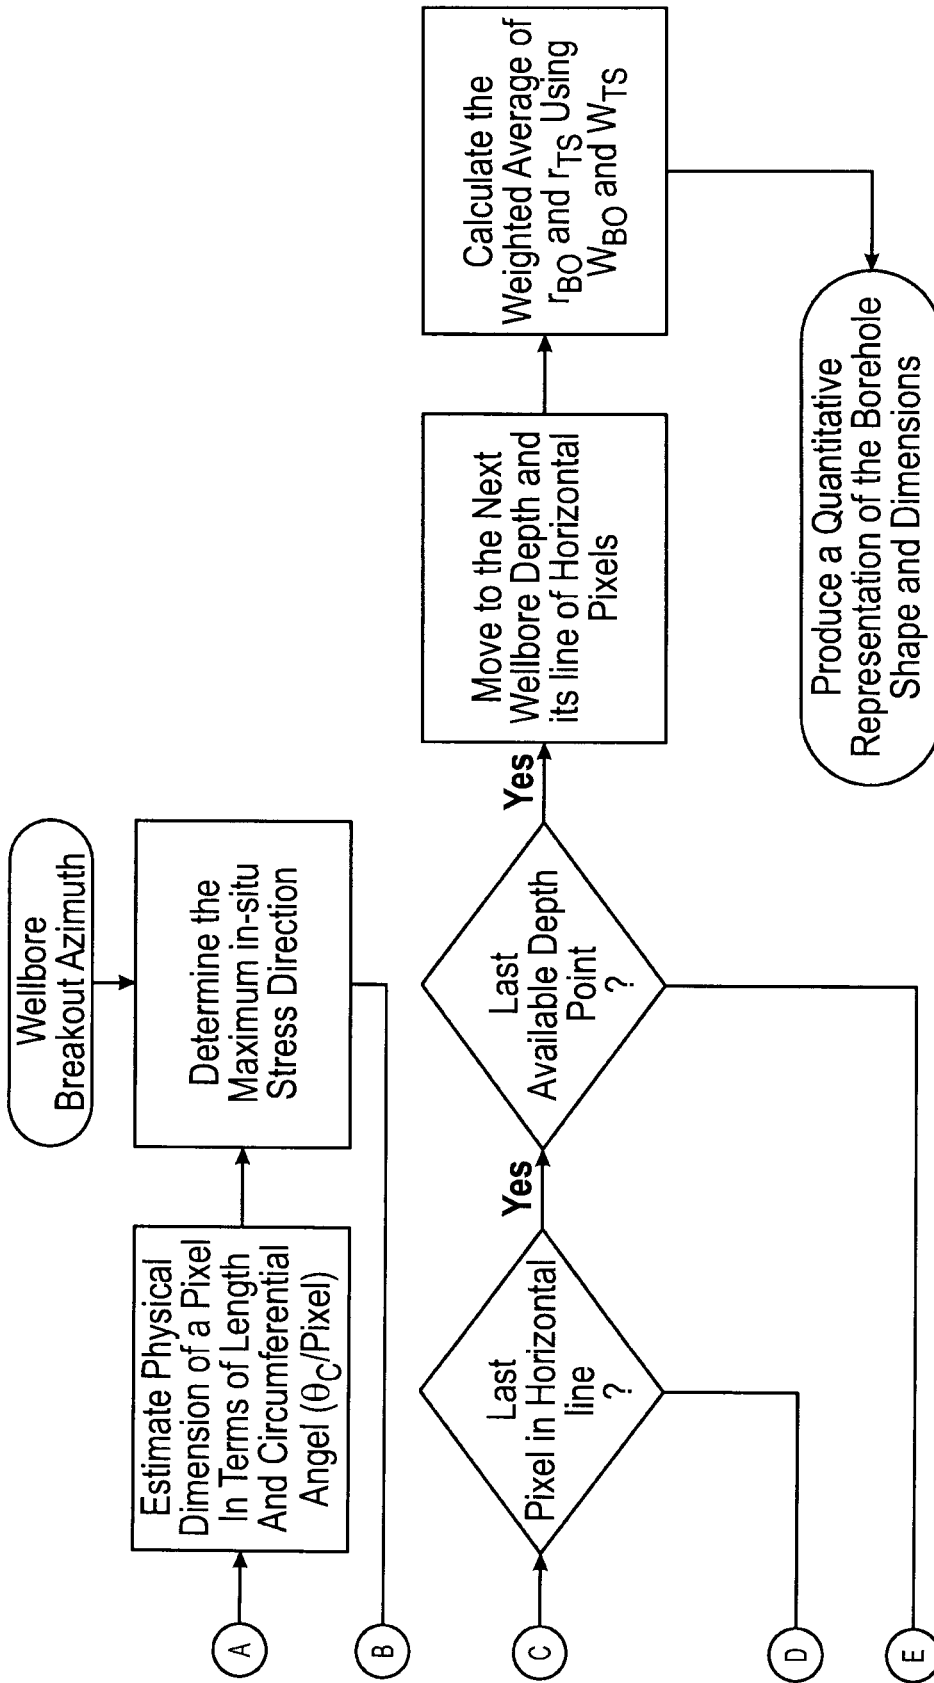 Wellbore
Breakout Azimuth
A
Estimate Physical
Dimension of a Pixel
In Terms of Length
And Circumferential
Angel (θC/Pixel)
Determine the
Maximum in-situ
Stress Direction
B
C
Last
Pixel in Horizontal
line
?
Yes
Last
Available Depth
Point
?
Yes
Move to the Next
Wellbore Depth and
its line of Horizontal
Pixels
Calculate the
Weighted Average of
rBO and rTS Using
WBO and WTS
D
E
Produce a Quantitative
Representation of the Borehole
Shape and Dimensions